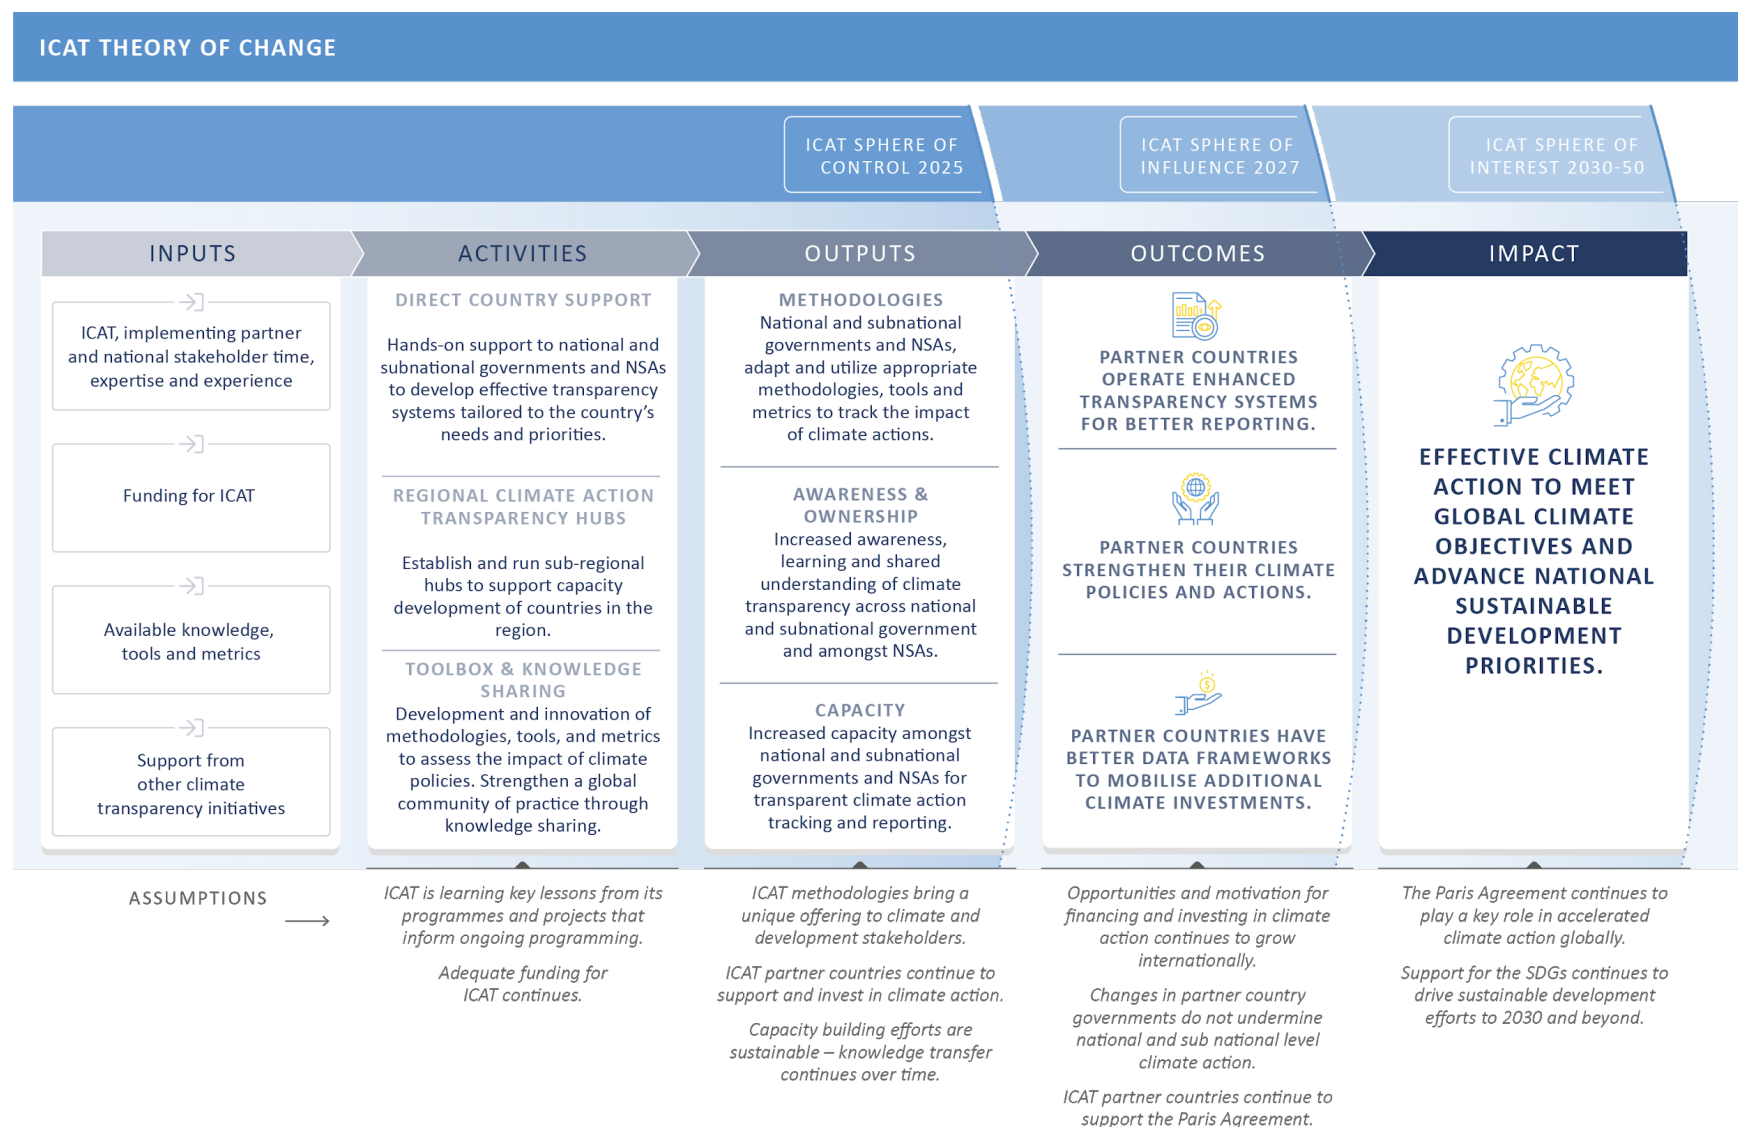 ICAT THEORY OF CHANGE
ICAT SPHERE OF
CONTROL 2025
ICAT SPHERE OF
INFLUENCE 2027
ICAT SPHERE OF
INTEREST 2030-50
INPUTS
ICAT, implementing partner
and national stakeholder time,
expertise and experience
Funding for ICAT
Available knowledge,
tools and metrics
Support from
other climate
transparency initiatives
ACTIVITIES
DIRECT COUNTRY SUPPORT
Hands-on support to national and
subnational governments and NSAs
to develop effective transparency
systems tailored to the country's
needs and priorities.
REGIONAL CLIMATE ACTION
TRANSPARENCY HUBS
Establish and run sub-regional
hubs to support capacity
development of countries in the
region.
TOOLBOX & KNOWLEDGE
SHARING
Development and innovation of
methodologies, tools, and metrics
to assess the impact of climate
policies. Strengthen a global
community of practice through
knowledge sharing.
OUTPUTS
METHODOLOGIES
National and subnational
governments and NSAs,
adapt and utilize appropriate
methodologies, tools and
metrics to track the impact
of climate actions.
AWARENESS &
OWNERSHIP
Increased awareness,
learning and shared
understanding of climate
transparency across national
and subnational government
and amongst NSAs.
CAPACITY
Increased capacity amongst
national and subnational
governments and NSAs for
transparent climate action
tracking and reporting.
OUTCOMES
PARTNER COUNTRIES
OPERATE ENHANCED
TRANSPARENCY SYSTEMS
FOR BETTER REPORTING.
PARTNER COUNTRIES
STRENGTHEN THEIR CLIMATE
POLICIES AND ACTIONS.
$
PARTNER COUNTRIES HAVE
BETTER DATA FRAMEWORKS
TO MOBILISE ADDITIONAL
CLIMATE INVESTMENTS.
IMPACT
EFFECTIVE CLIMATE
ACTION TO MEET
GLOBAL CLIMATE
OBJECTIVES AND
ADVANCE NATIONAL
SUSTAINABLE
DEVELOPMENT
PRIORITIES.
ASSUMPTIONS
ICAT is learning key lessons from its
programmes and projects that
inform ongoing programming.
Adequate funding for
ICAT continues.
ICAT methodologies bring a
unique offering to climate and
development stakeholders.
ICAT partner countries continue to
support and invest in climate action.
Capacity building efforts are
sustainable – knowledge transfer
continues over time.
Opportunities and motivation for
financing and investing in climate
action continues to grow
internationally.
Changes in partner country
governments do not undermine
national and sub national level
climate action.
ICAT partner countries continue to
support the Paris Agreement.
The Paris Agreement continues to
play a key role in accelerated
climate action globally.
Support for the SDGs continues to
drive sustainable development
efforts to 2030 and beyond.